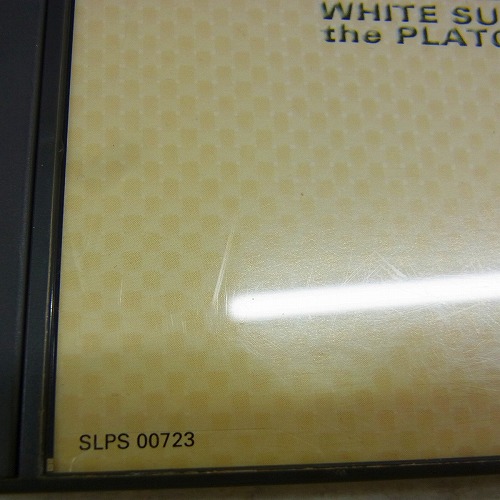 WHITE SU
the PLATO
SLPS 00723